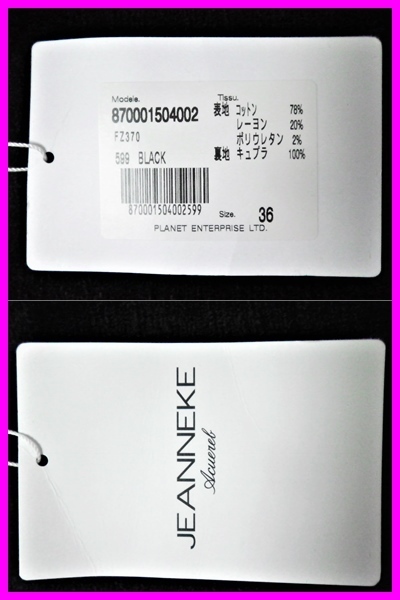 Modele.
870001504002
FZ370
599 BLACK
Tissu.
表地 コットン 78%
レーヨン 20%
ポリウレタン 2%
裏地 キュプラ 100%
870001504002599
Size. 36
PLANET ENTERPRISE LTD.
JEANNEKE
Acuereb